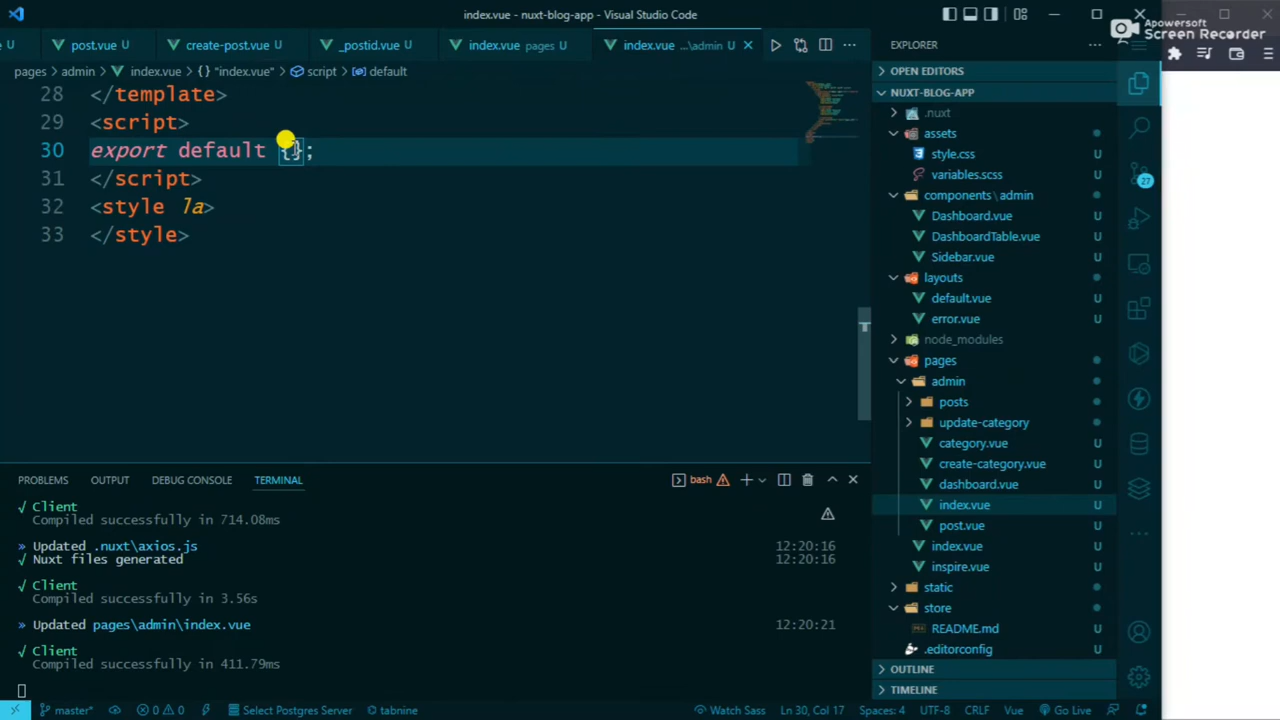 index.vue - nuxt-blog-app - Visual Studio Code
Apowersoft
Screen Recorder
post.vue U
create-post.vue U
_postid.vue U
index.vue pages U
index.vue ...\admin U
pages > admin > index.vue > {} "index.vue" > script > default
28 </template>
29 <script>
30 export default {};
31 </script>
32 <style la>
33 </style>
PROBLEMS OUTPUT DEBUG CONSOLE TERMINAL
bash
√ Client
Compiled successfully in 714.08ms
» Updated .nuxt\axios.js 12:20:16
√ Nuxt files generated 12:20:16
√ Client
Compiled successfully in 3.56s
» Updated pages\admin\index.vue 12:20:21
√ Client
Compiled successfully in 411.79ms
EXPLORER
OPEN EDITORS
NUXT-BLOG-APP
.nuxt
assets
style.css U
variables.scss U
components \ admin
Dashboard.vue U
DashboardTable.vue U
Sidebar.vue U
layouts
default.vue U
error.vue U
node_modules
pages
admin
posts
update-category
category.vue U
create-category.vue U
dashboard.vue U
index.vue U
post.vue U
index.vue U
inspire.vue U
static
store
README.md U
.editorconfig U
OUTLINE
TIMELINE
27
master* 0 0 Select Postgres Server tabnine Watch Sass Ln 30, Col 17 Spaces: 4 UTF-8 CRLF Vue Go Live